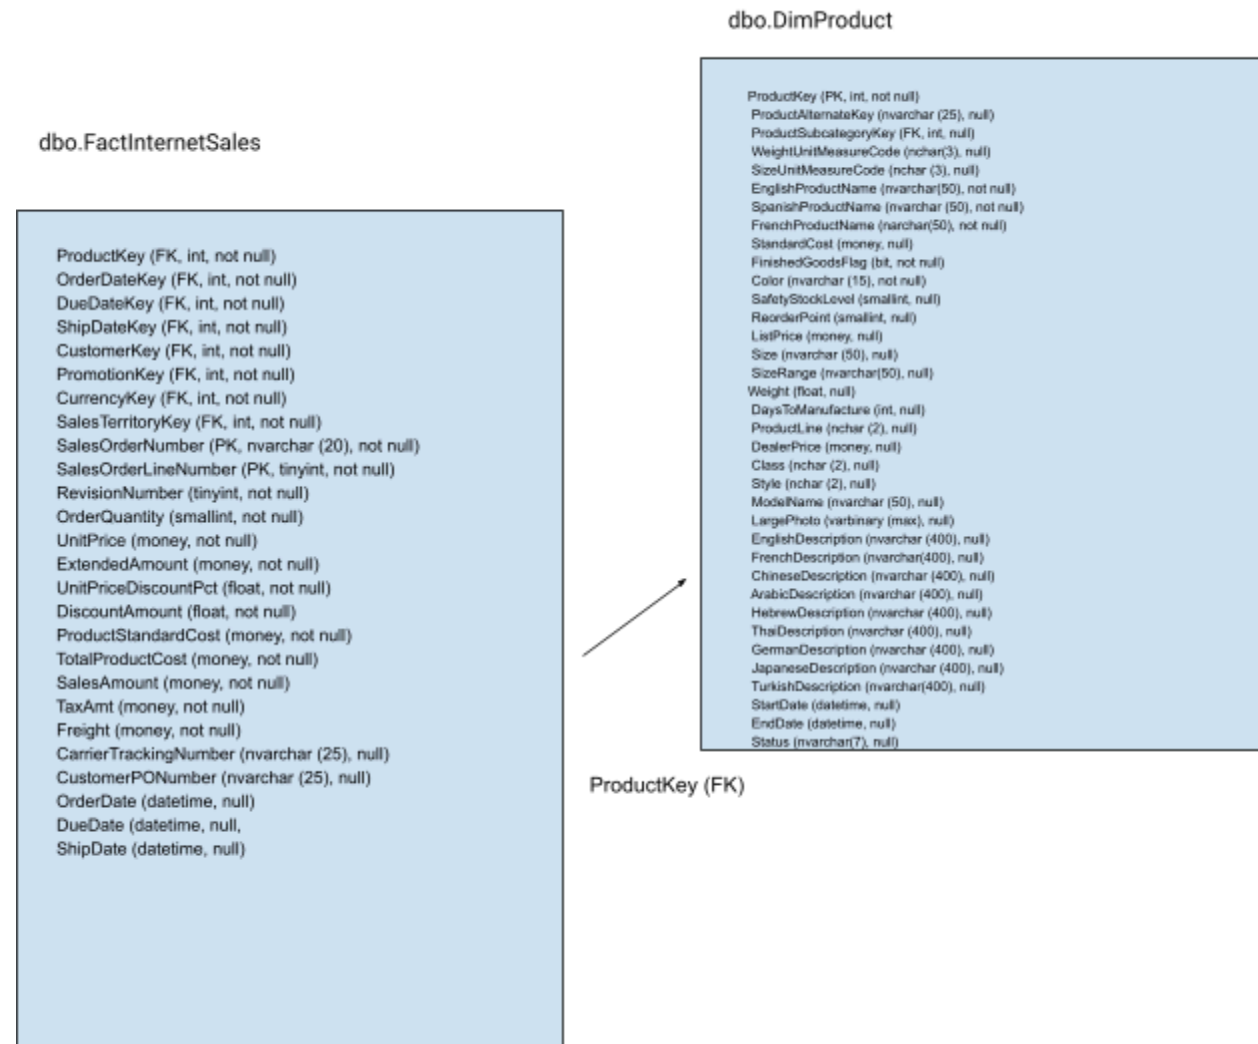 dbo.DimProduct
ProductKey (PK, int, not null)
ProductAlternateKey (nvarchar (25), null)
ProductSubcategoryKey (FK, int, null)
WeightUnitMeasureCode (nchar(3), null)
SizeUnitMeasureCode (nchar (3), null)
EnglishProductName (nvarchar(50), not null)
SpanishProductName (nvarchar (50), not null)
FrenchProductName (narchar(50), not null)
StandardCost (money, null)
FinishedGoodsFlag (bit, not null)
Color (nvarchar (15), not null)
SafetyStockLevel (smallint, null)
ReorderPoint (smallint, null)
ListPrice (money, null)
Size (nvarchar (50), null)
SizeRange (nvarchar(50), null)
Weight (float, null)
DaysToManufacture (int, null)
ProductLine (nchar (2), null)
DealerPrice (money, null)
Class (nchar (2), null)
Style (nchar (2), null)
ModelName (nvarchar (50), null)
LargePhoto (varbinary (max), null)
EnglishDescription (nvarchar (400), null)
FrenchDescription (nvarchar(400), null)
ChineseDescription (nvarchar (400), null)
ArabicDescription (nvarchar (400), null)
HebrewDescription (nvarchar (400), null)
ThaiDescription (nvarchar (400), null)
GermanDescription (nvarchar (400), null)
JapaneseDescription (nvarchar (400), null)
TurkishDescription (nvarchar(400), null)
StartDate (datetime, null)
EndDate (datetime, null)
Status (nvarchar(7), null)
dbo.FactInternetSales
ProductKey (FK, int, not null)
OrderDateKey (FK, int, not null)
DueDateKey (FK, int, not null)
ShipDateKey (FK, int, not null)
CustomerKey (FK, int, not null)
PromotionKey (FK, int, not null)
CurrencyKey (FK, int, not null)
SalesTerritoryKey (FK, int, not null)
SalesOrderNumber (PK, nvarchar (20), not null)
SalesOrderLineNumber (PK, tinyint, not null)
RevisionNumber (tinyint, not null)
OrderQuantity (smallint, not null)
UnitPrice (money, not null)
ExtendedAmount (money, not null)
UnitPriceDiscountPct (float, not null)
DiscountAmount (float, not null)
ProductStandardCost (money, not null)
TotalProductCost (money, not null)
SalesAmount (money, not null)
TaxAmt (money, not null)
Freight (money, not null)
CarrierTrackingNumber (nvarchar (25), null)
CustomerPONumber (nvarchar (25), null)
OrderDate (datetime, null)
DueDate (datetime, null,
ShipDate (datetime, null)
ProductKey (FK)